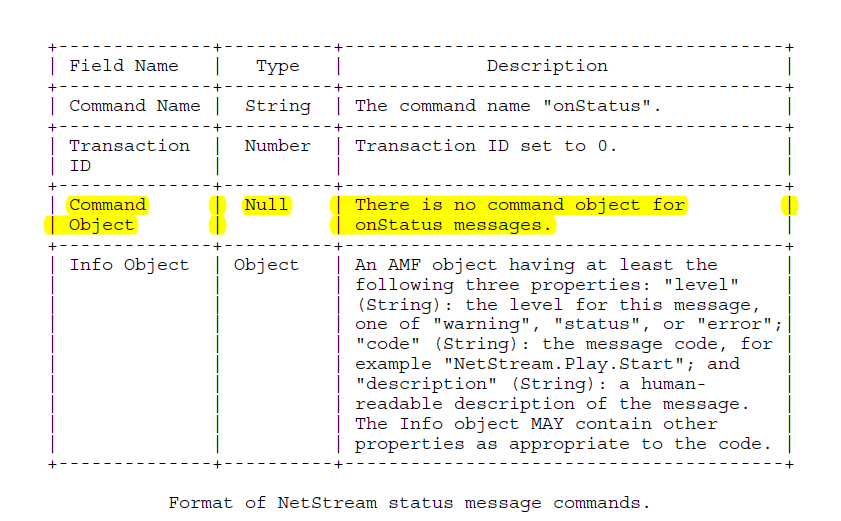 Field Name | Type | Description
Command Name | String | The command name "onStatus".
Transaction | Number | Transaction ID set to 0.
ID
Command | Null | There is no command object for
Object | | onStatus messages.
Info Object | Object | An AMF object having at least the
following three properties: "level"
(String): the level for this message,
one of "warning", "status", or "error";
"code" (String): the message code, for
example "NetStream.Play.Start"; and
"description" (String): a human-
readable description of the message.
The Info object MAY contain other
properties as appropriate to the code.
Format of NetStream status message commands.